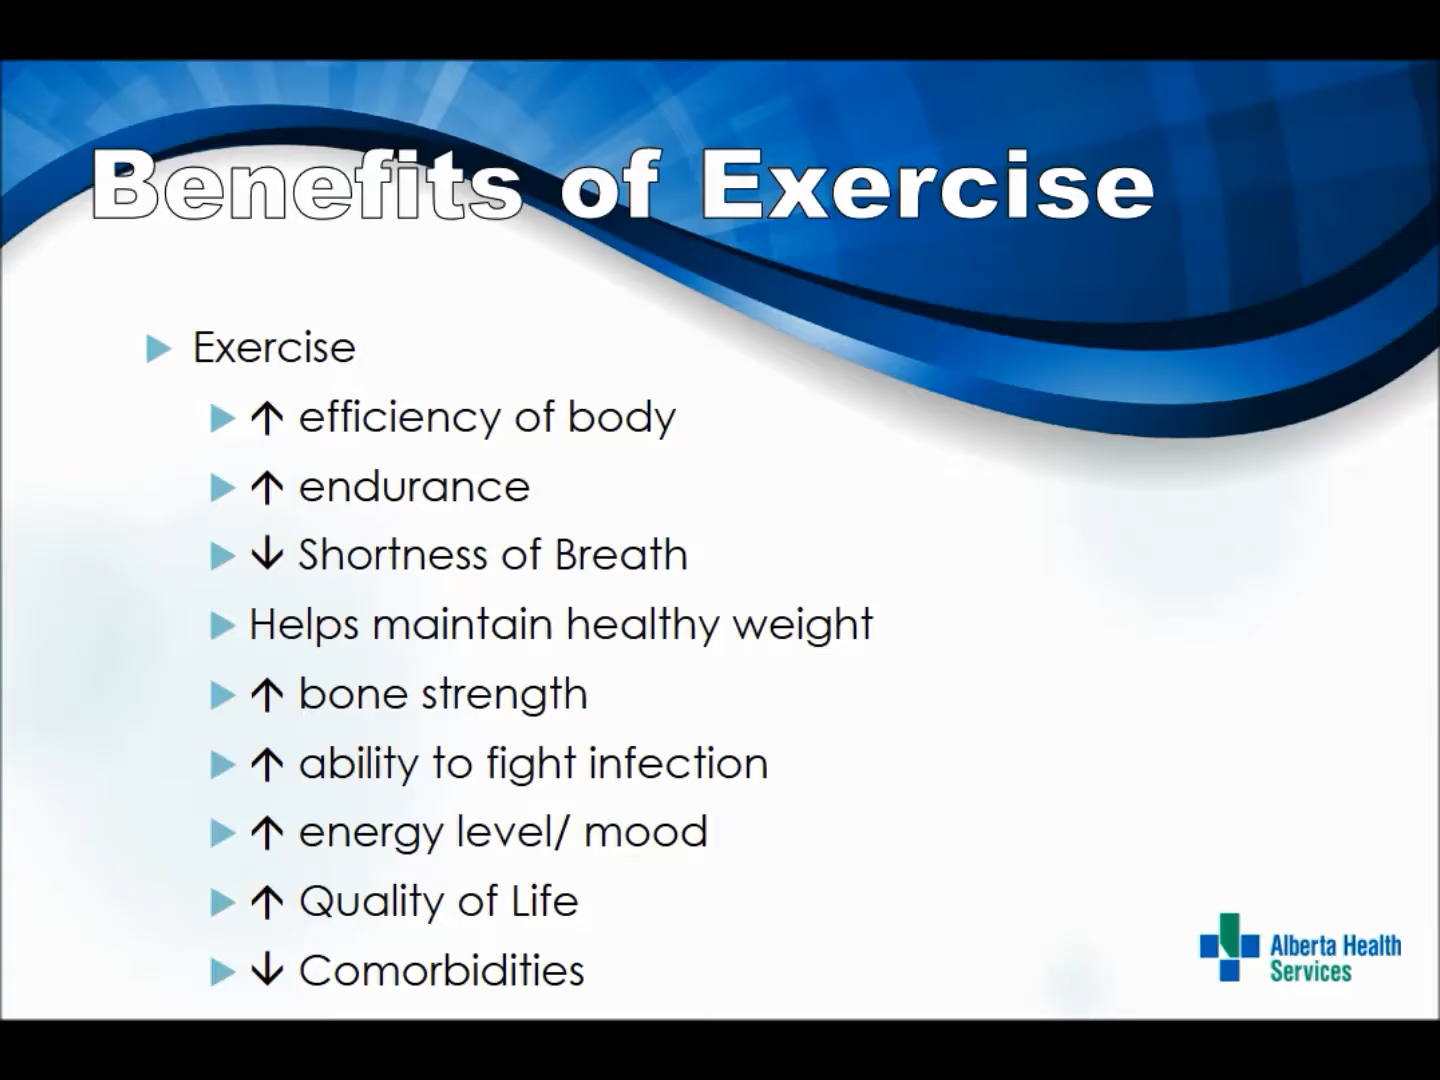 Benefits of Exercise
Exercise
↑ efficiency of body
↑ endurance
↓ Shortness of Breath
Helps maintain healthy weight
↑ bone strength
↑ ability to fight infection
↑ energy level/ mood
↑ Quality of Life
↓ Comorbidities
Alberta Health
Services